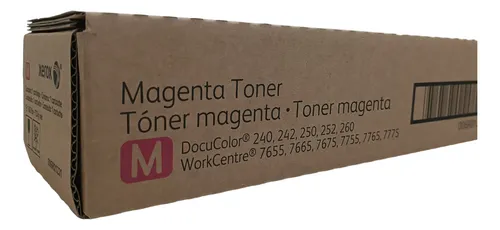 xerox
Magenta Toner
Tóner magenta • Toner magenta
M
DocuColor® 240, 242, 250, 252, 260
WorkCentre® 7655, 7665, 7675, 7755, 7765, 7775